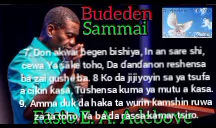 Budeden
Sammai
7. Don akwai begen bishiya, In an sare shi,
cewa Ya sake toho, Da dandanon reshensa
ba zai gushe ba. 8 Ko da jijiyoyin sa ya tsufa
a cikin kasa, Tushensa kuma ya mutu a kasa.
9. Amma duk da haka ta wurin kamshin ruwa
za ta toho, Ya ba da rassa kamar tsiro.
Pasto E. A. Adeboye